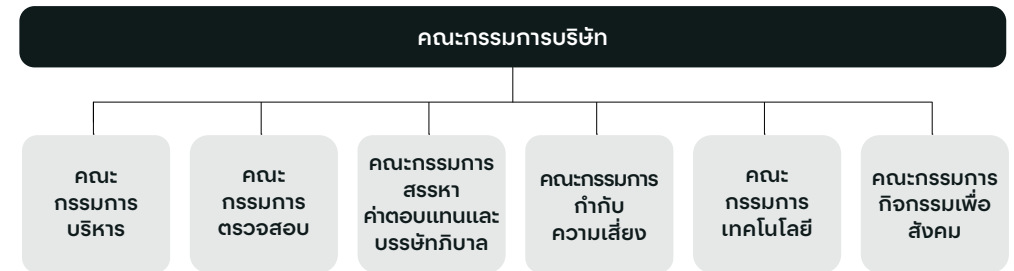 คณะกรรมการบริษัท
คณะ
กรรมการ
บริหาร
คณะ
กรรมการ
ตรวจสอบ
คณะกรรมการ
สรรหา
ค่าตอบแทนและ
บรรษัทภิบาล
คณะกรรมการ
กำกับ
ความเสี่ยง
คณะ
กรรมการ
เทคโนโลยี
คณะกรรมการ
กิจกรรมเพื่อ
สังคม